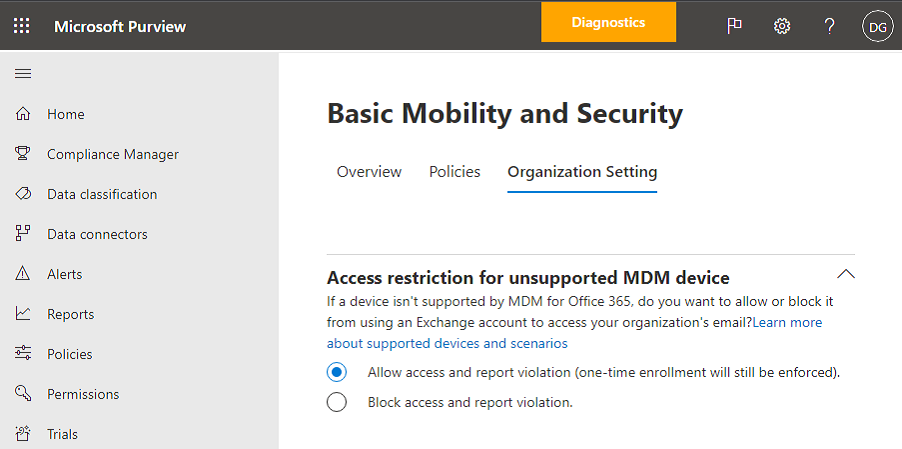 Microsoft Purview
Diagnostics
?
DG
Home
Compliance Manager
Data classification
Data connectors
Alerts
Reports
Policies
Permissions
Trials
Basic Mobility and Security
Overview
Policies
Organization Setting
Access restriction for unsupported MDM device
If a device isn't supported by MDM for Office 365, do you want to allow or block it
from using an Exchange account to access your organization's email?Learn more
about supported devices and scenarios
Allow access and report violation (one-time enrollment will still be enforced).
Block access and report violation.